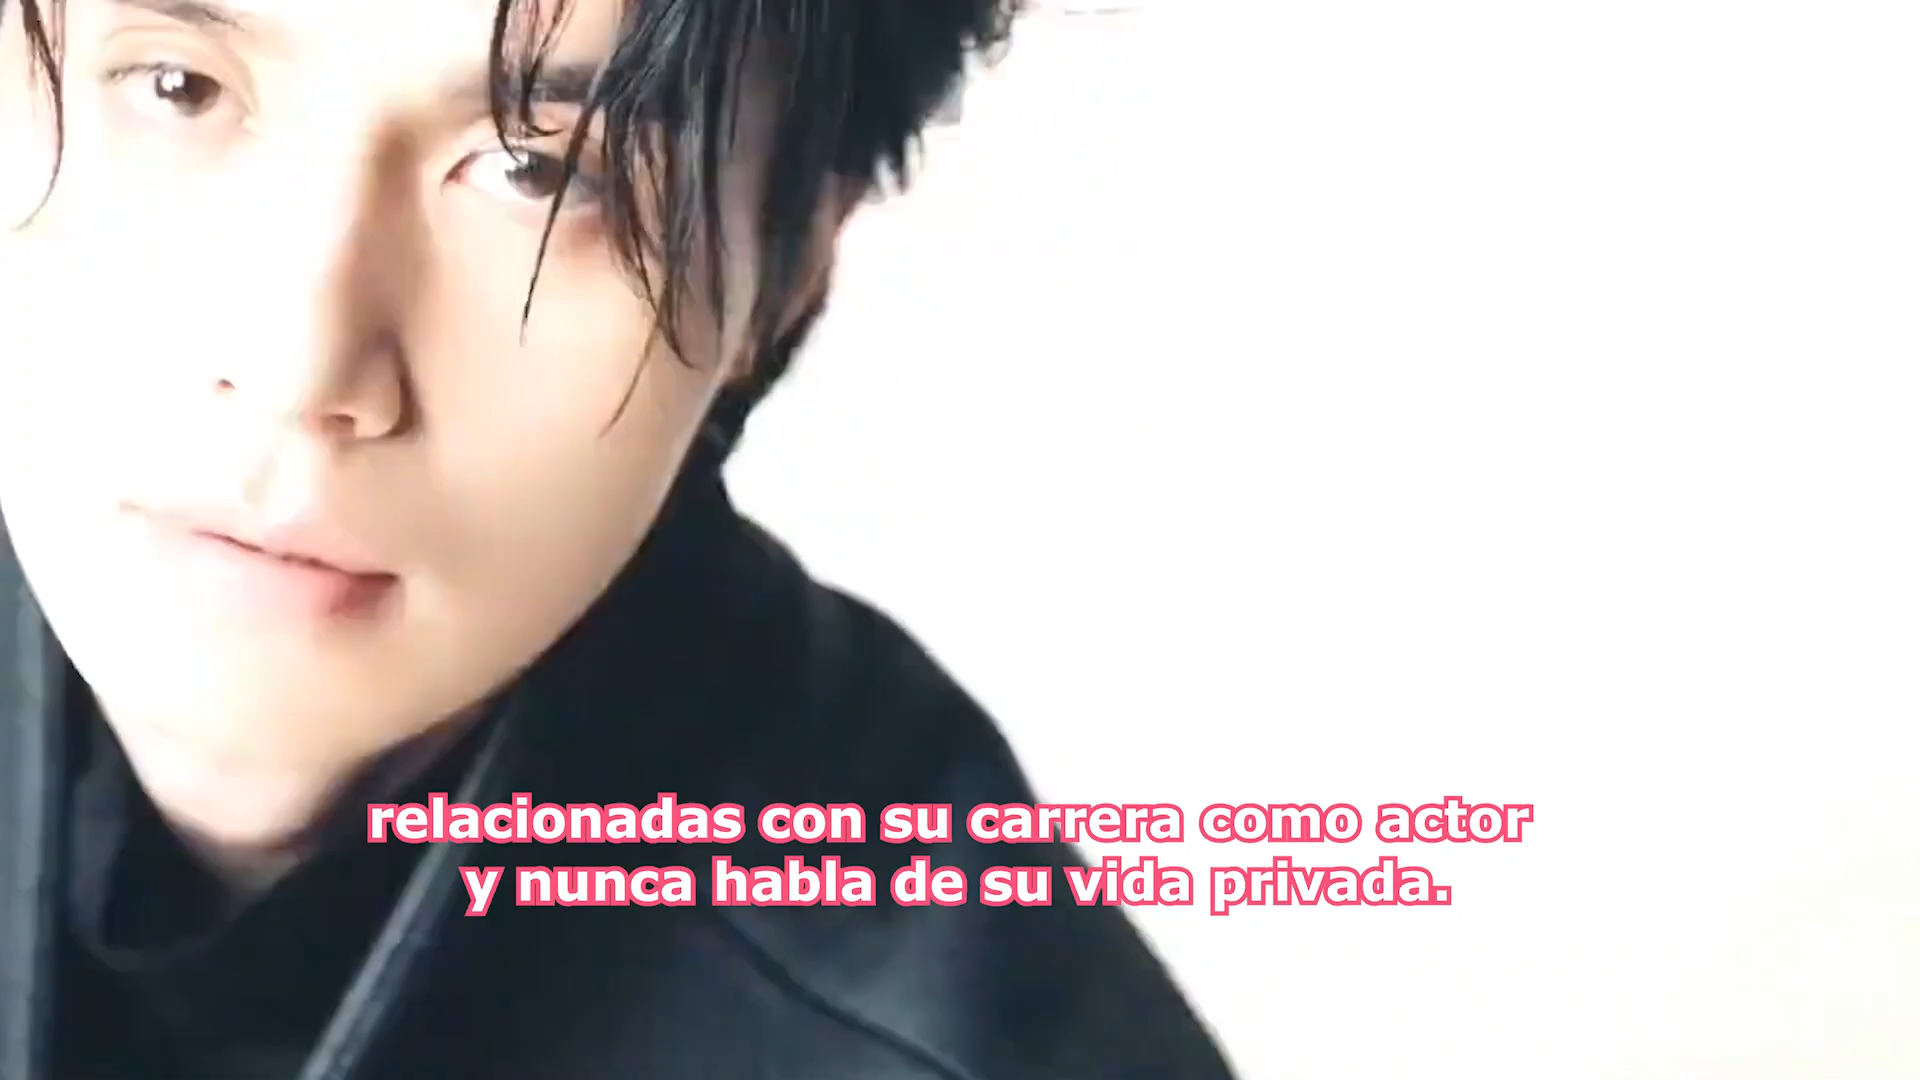 relacionadas con su carrera como actor
y nunca habla de su vida privada.